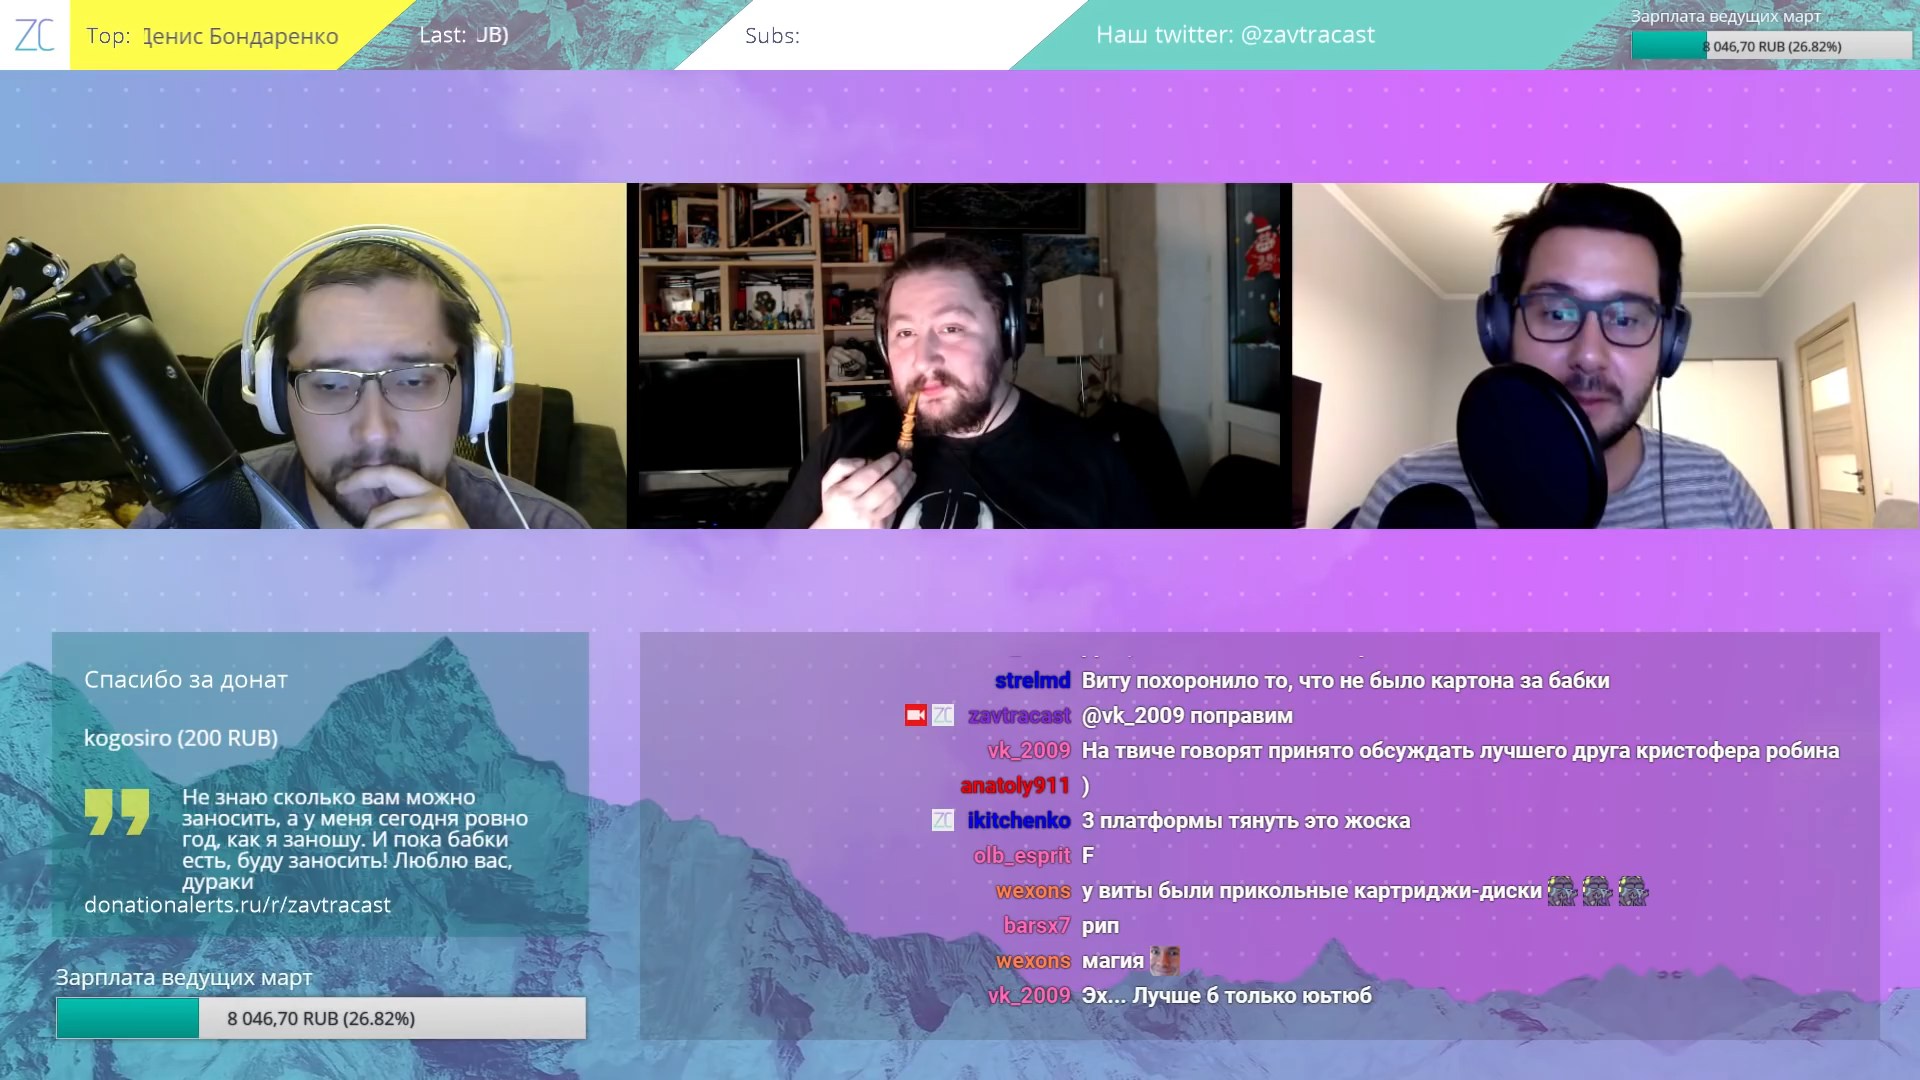 ZC
Top: Денис Бондаренко
Last: UB)
Subs:
Наш twitter: @zavtracast
Зарплата ведущих март
8 046,70 RUB (26.82%)
Спасибо за донат
kogosiro (200 RUB)
Не знаю сколько вам можно
заносить, а у меня сегодня ровно
год, как я заношу. И пока бабки
есть, буду заносить! Люблю вас,
дураки
donationalerts.ru/r/zavtracast
Зарплата ведущих март
8 046,70 RUB (26.82%)
strelmd Виту похоронило то, что не было картона за бабки
ZC zavtracast @vk_2009 поправим
vk_2009 На твиче говорят принято обсуждать лучшего друга кристофера робина
anatoly911 )
ZC ikitchenko 3 платформы тянуть это жоска
olb_esprit F
wexons у виты были прикольные картриджи-диски
barsx7 рип
wexons магия
vk_2009 Эх... Лучше б только юьтюб